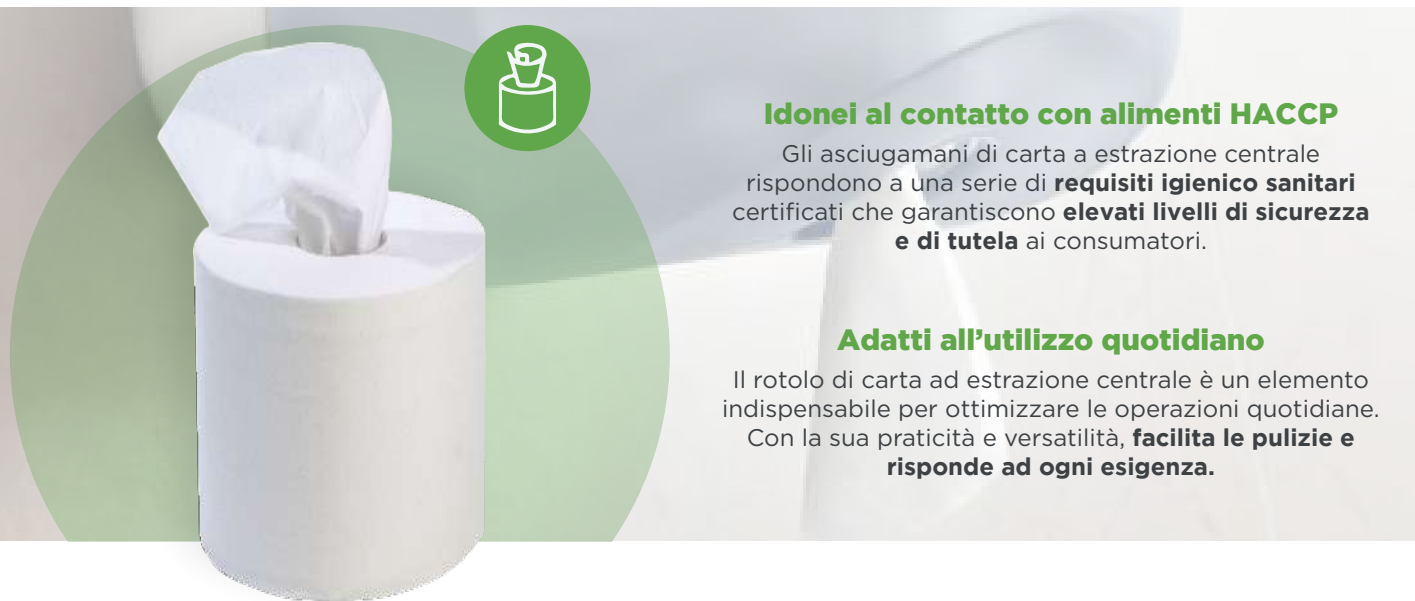 Idonei al contatto con alimenti HACCP
Gli asciugamani di carta a estrazione centrale
rispondono a una serie di requisiti igienico sanitari
certificati che garantiscono elevati livelli di sicurezza
e di tutela ai consumatori.
Adatti all’utilizzo quotidiano
Il rotolo di carta ad estrazione centrale è un elemento
indispensabile per ottimizzare le operazioni quotidiane.
Con la sua praticità e versatilità, facilita le pulizie e
risponde ad ogni esigenza.